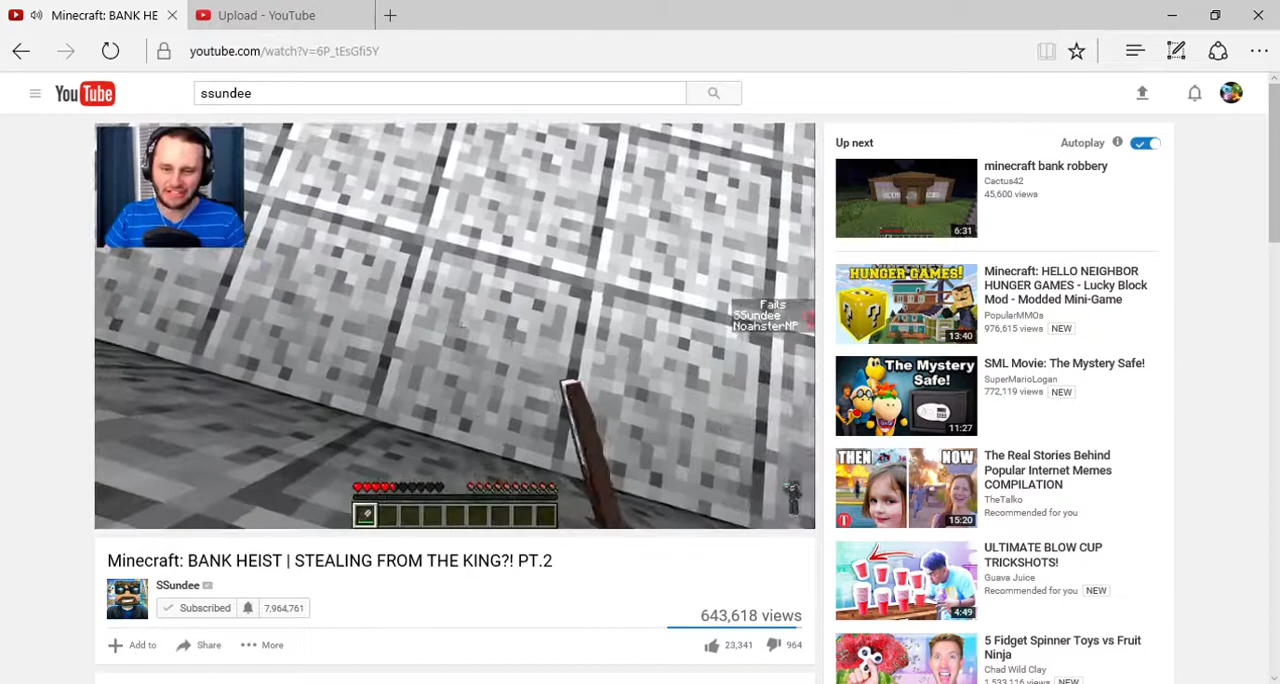 Minecraft: BANK HE
Upload - YouTube
youtube.com/watch?v=6P_tEsGfi5Y
YouTube
ssundee
Fails
SSundee
NoahsterNP
Minecraft: BANK HEIST | STEALING FROM THE KING?! PT.2
SSundee
Subscribed 7,964,761
643,618 views
Add to Share More
23,341 964
Up next
Autoplay
minecraft bank robbery
Cactus42
45,600 views
6:31
HUNGER GAMES!
13:40
Minecraft: HELLO NEIGHBOR
HUNGER GAMES - Lucky Block
Mod - Modded Mini-Game
PopularMMOs
976,615 views NEW
The Mystery
Safe!
11:27
SML Movie: The Mystery Safe!
SuperMarioLogan
772,119 views NEW
THEN NOW
15:20
The Real Stories Behind
Popular Internet Memes
COMPILATION
TheTalko
Recommended for you
4:49
ULTIMATE BLOW CUP
TRICKSHOTS!
Guava Juice
Recommended for you NEW
5 Fidget Spinner Toys vs Fruit
Ninja
Chad Wild Clay
1,533,116 views NEW